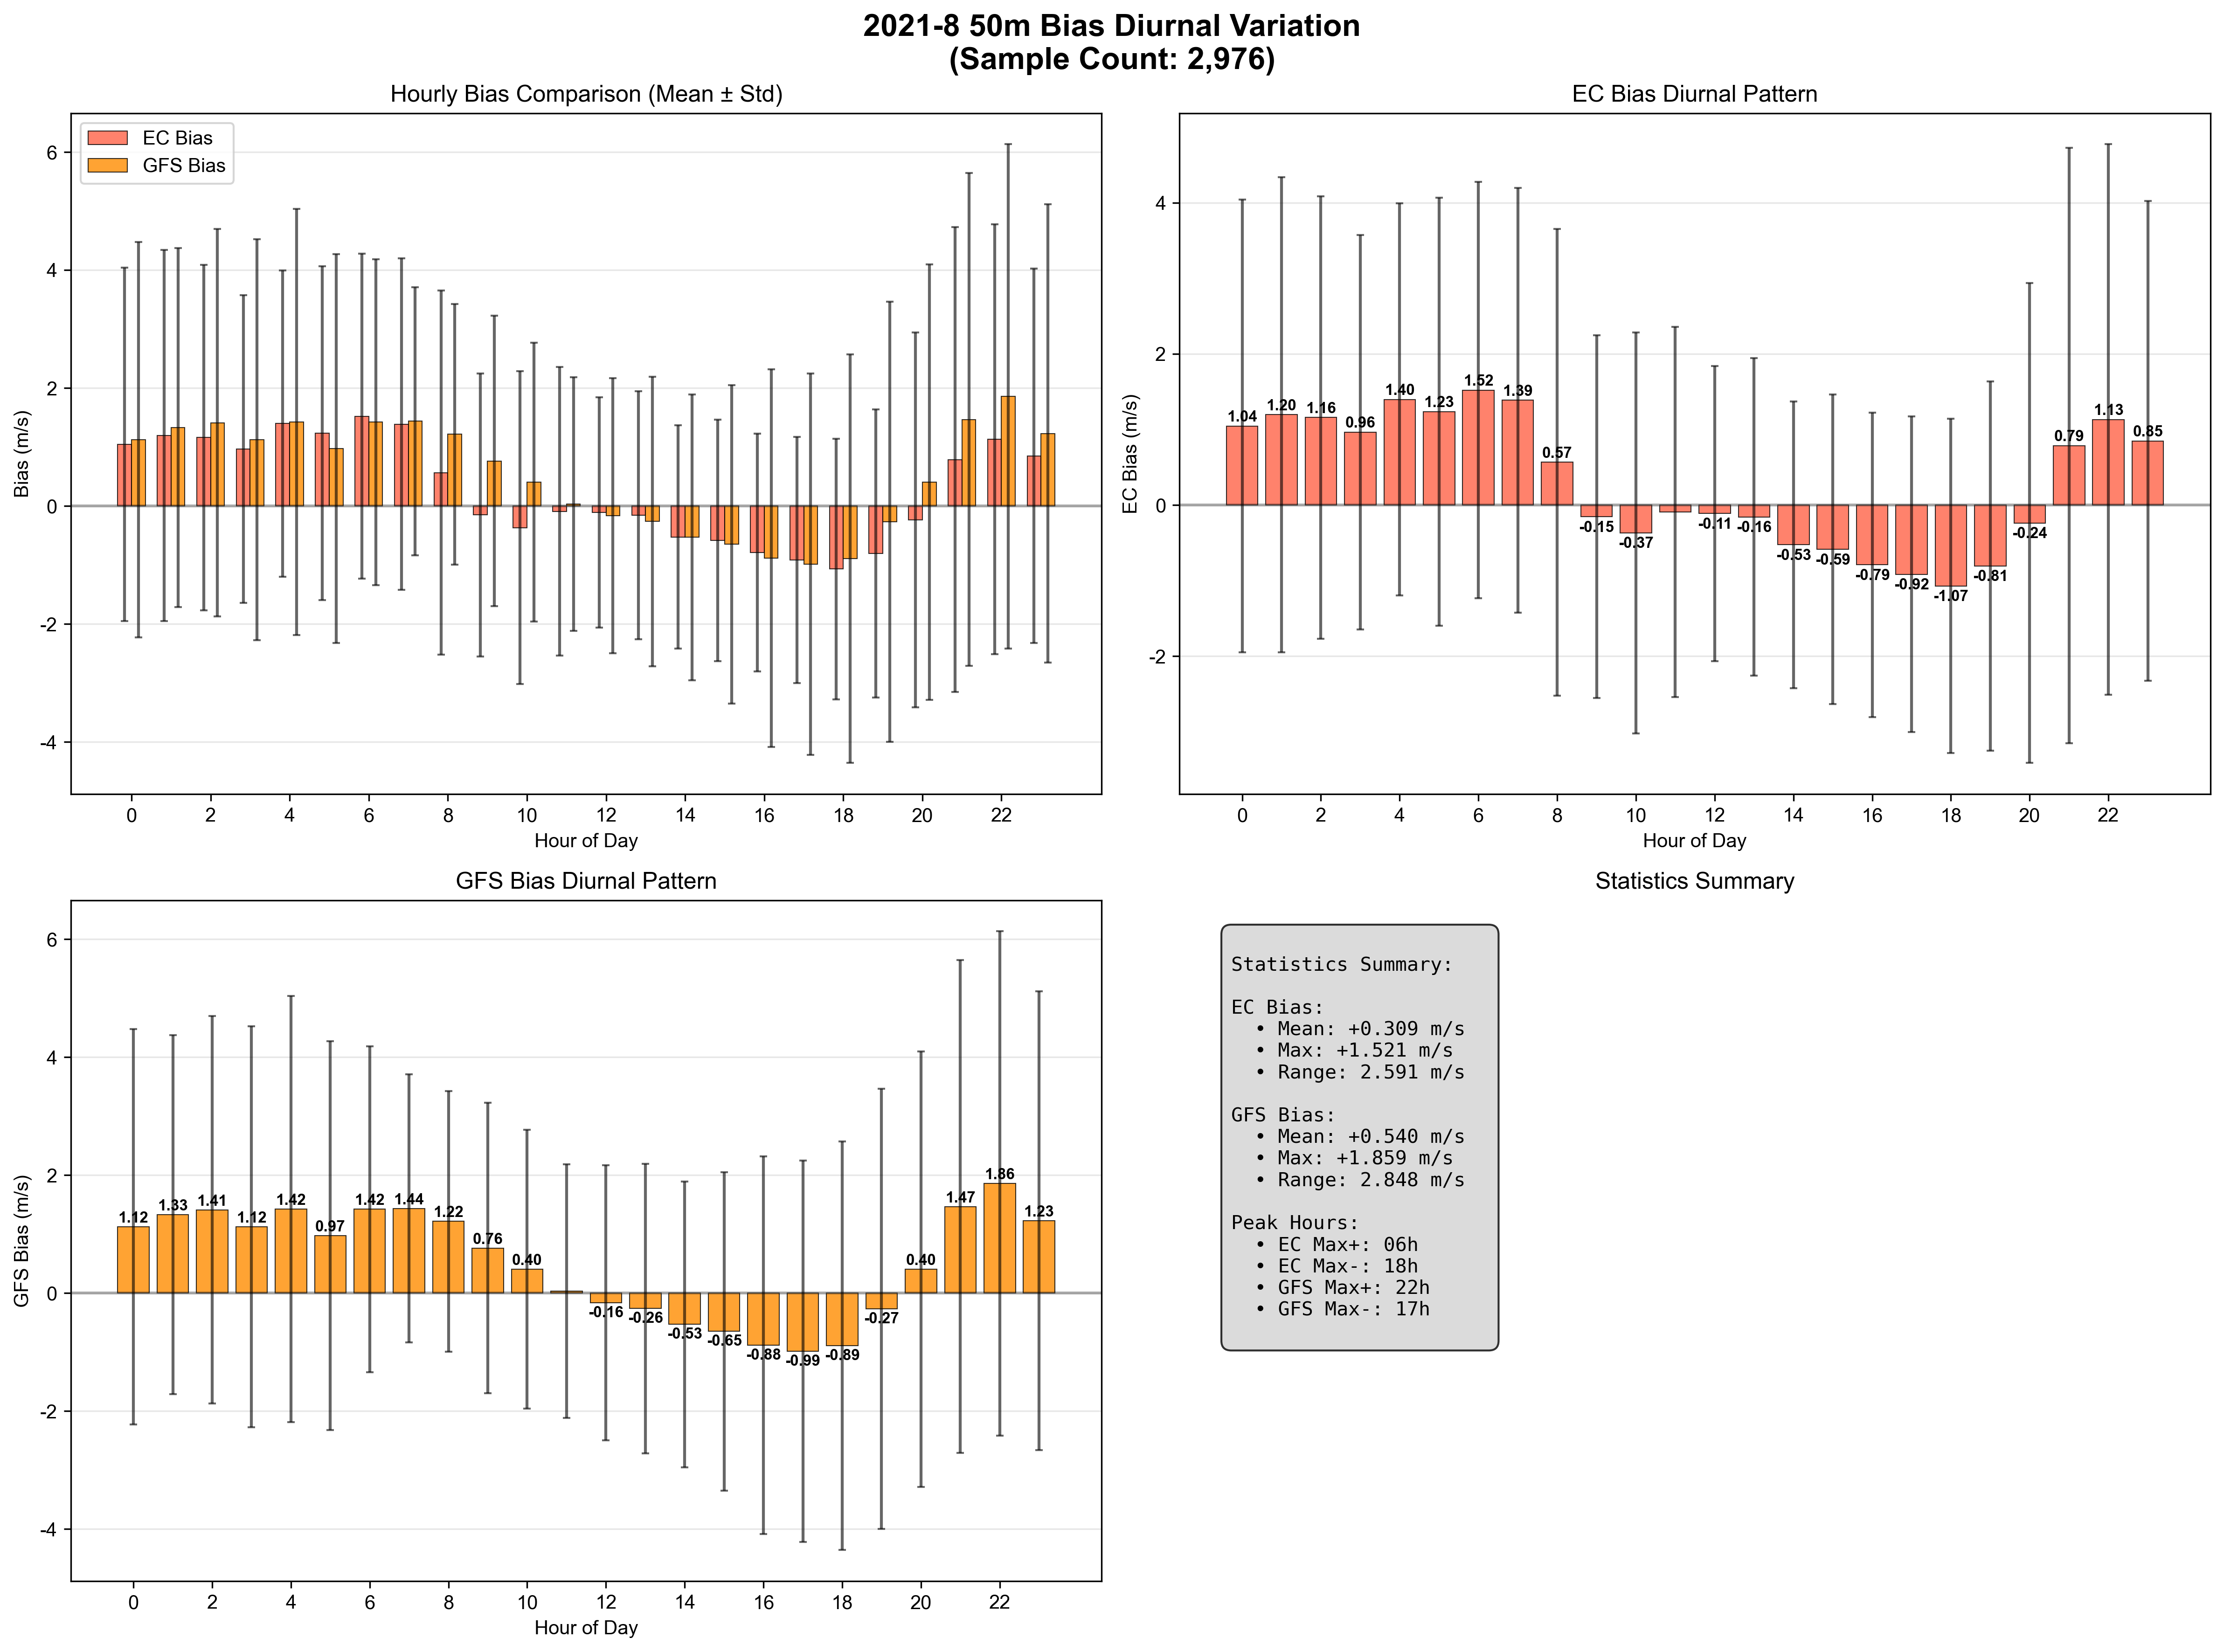 2021-8 50m Bias Diurnal Variation
(Sample Count: 2,976)
Hourly Bias Comparison (Mean ± Std)
EC Bias
GFS Bias
6
4
2
0
-2
-4
Bias (m/s)
0 2 4 6 8 10 12 14 16 18 20 22
Hour of Day
EC Bias Diurnal Pattern
4
2
0
-2
EC Bias (m/s)
1.04 1.20 1.16 0.96 1.40 1.23 1.52 1.39 0.57 -0.15 -0.37 -0.11 -0.16 -0.53 -0.59 -0.79 -0.92 -1.07 -0.81 -0.24 0.79 1.13 0.85
0 2 4 6 8 10 12 14 16 18 20 22
Hour of Day
GFS Bias Diurnal Pattern
6
4
2
0
-2
-4
GFS Bias (m/s)
1.12 1.33 1.41 1.12 1.42 0.97 1.42 1.44 1.22 0.76 0.40 -0.16 -0.26 -0.53 -0.65 -0.88 -0.99 -0.89 -0.27 0.40 1.47 1.86 1.23
0 2 4 6 8 10 12 14 16 18 20 22
Hour of Day
Statistics Summary
Statistics Summary:
EC Bias:
• Mean: +0.309 m/s
• Max: +1.521 m/s
• Range: 2.591 m/s
GFS Bias:
• Mean: +0.540 m/s
• Max: +1.859 m/s
• Range: 2.848 m/s
Peak Hours:
• EC Max+: 06h
• EC Max-: 18h
• GFS Max+: 22h
• GFS Max-: 17h